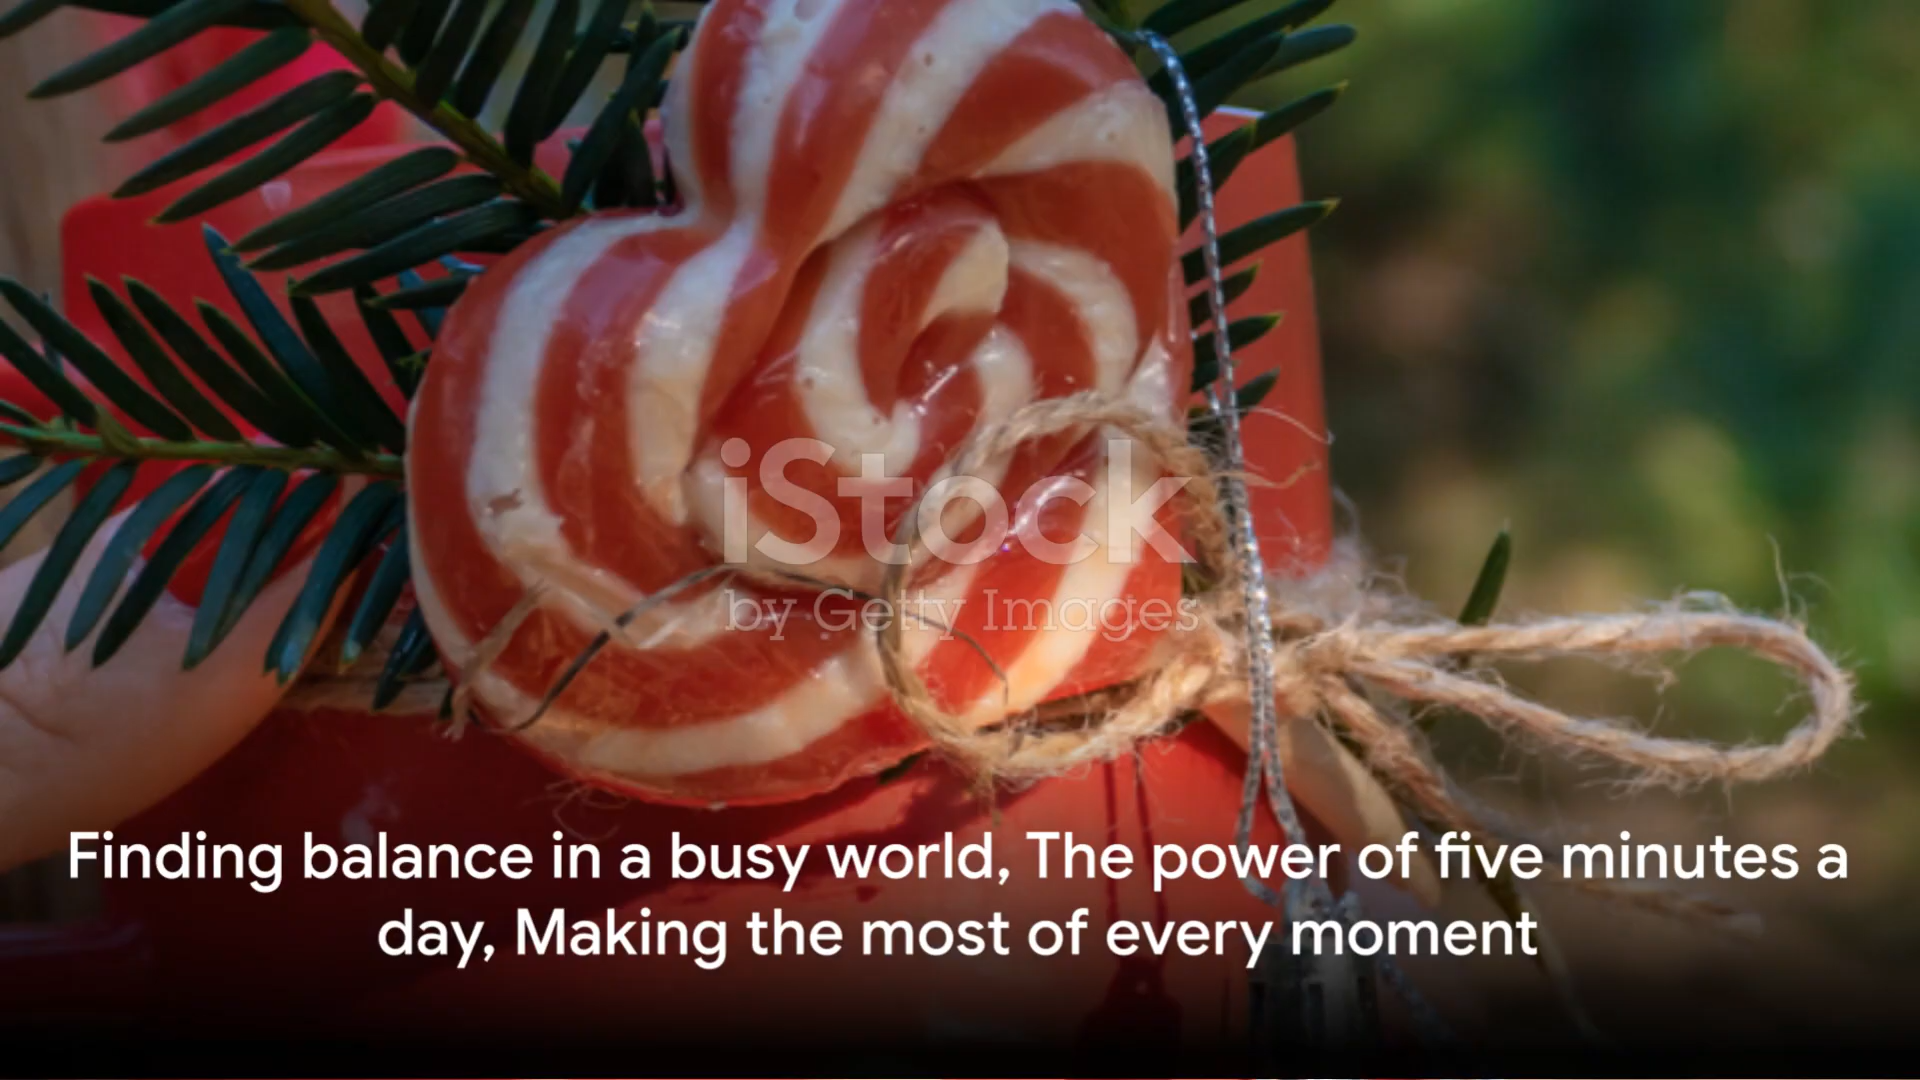 iStock
by Getty Images
Finding balance in a busy world, The power of five minutes a
day, Making the most of every moment